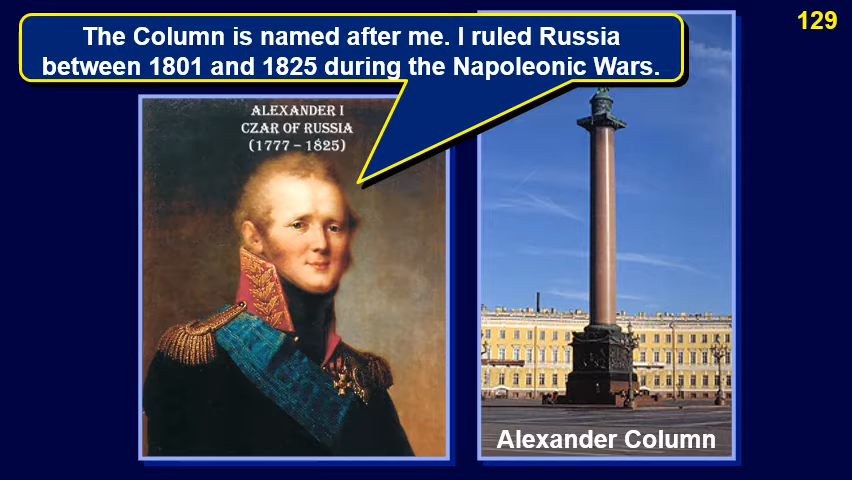 129
The Column is named after me. I ruled Russia
between 1801 and 1825 during the Napoleonic Wars.
ALEXANDER I
CZAR OF RUSSIA
(1777 – 1825)
Alexander Column